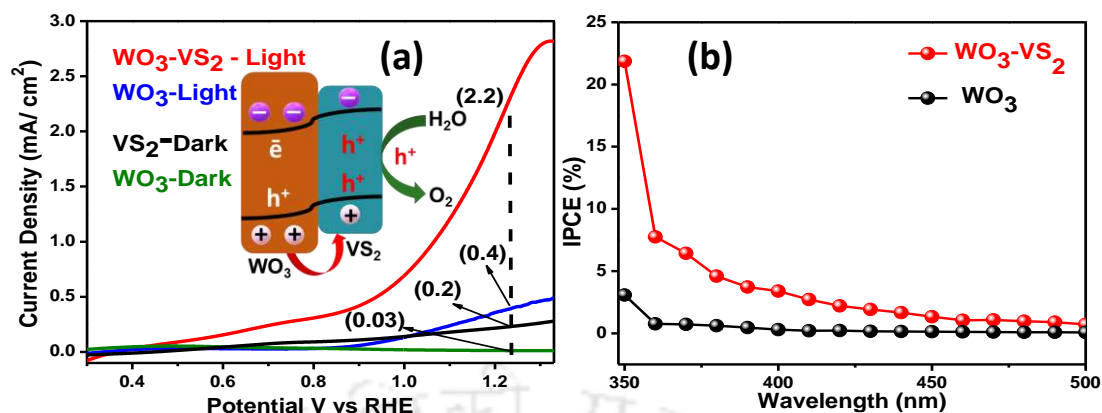 (a)
WO₃-VS₂ - Light
WO₃-Light
VS₂-Dark
WO₃-Dark
3.0
2.5
2.0
1.5
1.0
0.5
0.0
Current Density (mA/ cm²)
0.4 0.6 0.8 1.0 1.2
Potential V vs RHE
(2.2)
(0.4)
(0.2)
(0.03)
ē
h⁺
h⁺
h⁺
h⁺
H₂O
O₂
WO₃
VS₂
(b)
WO₃-VS₂
WO₃
25
20
15
10
5
0
IPCE (%)
350 400 450 500
Wavelength (nm)